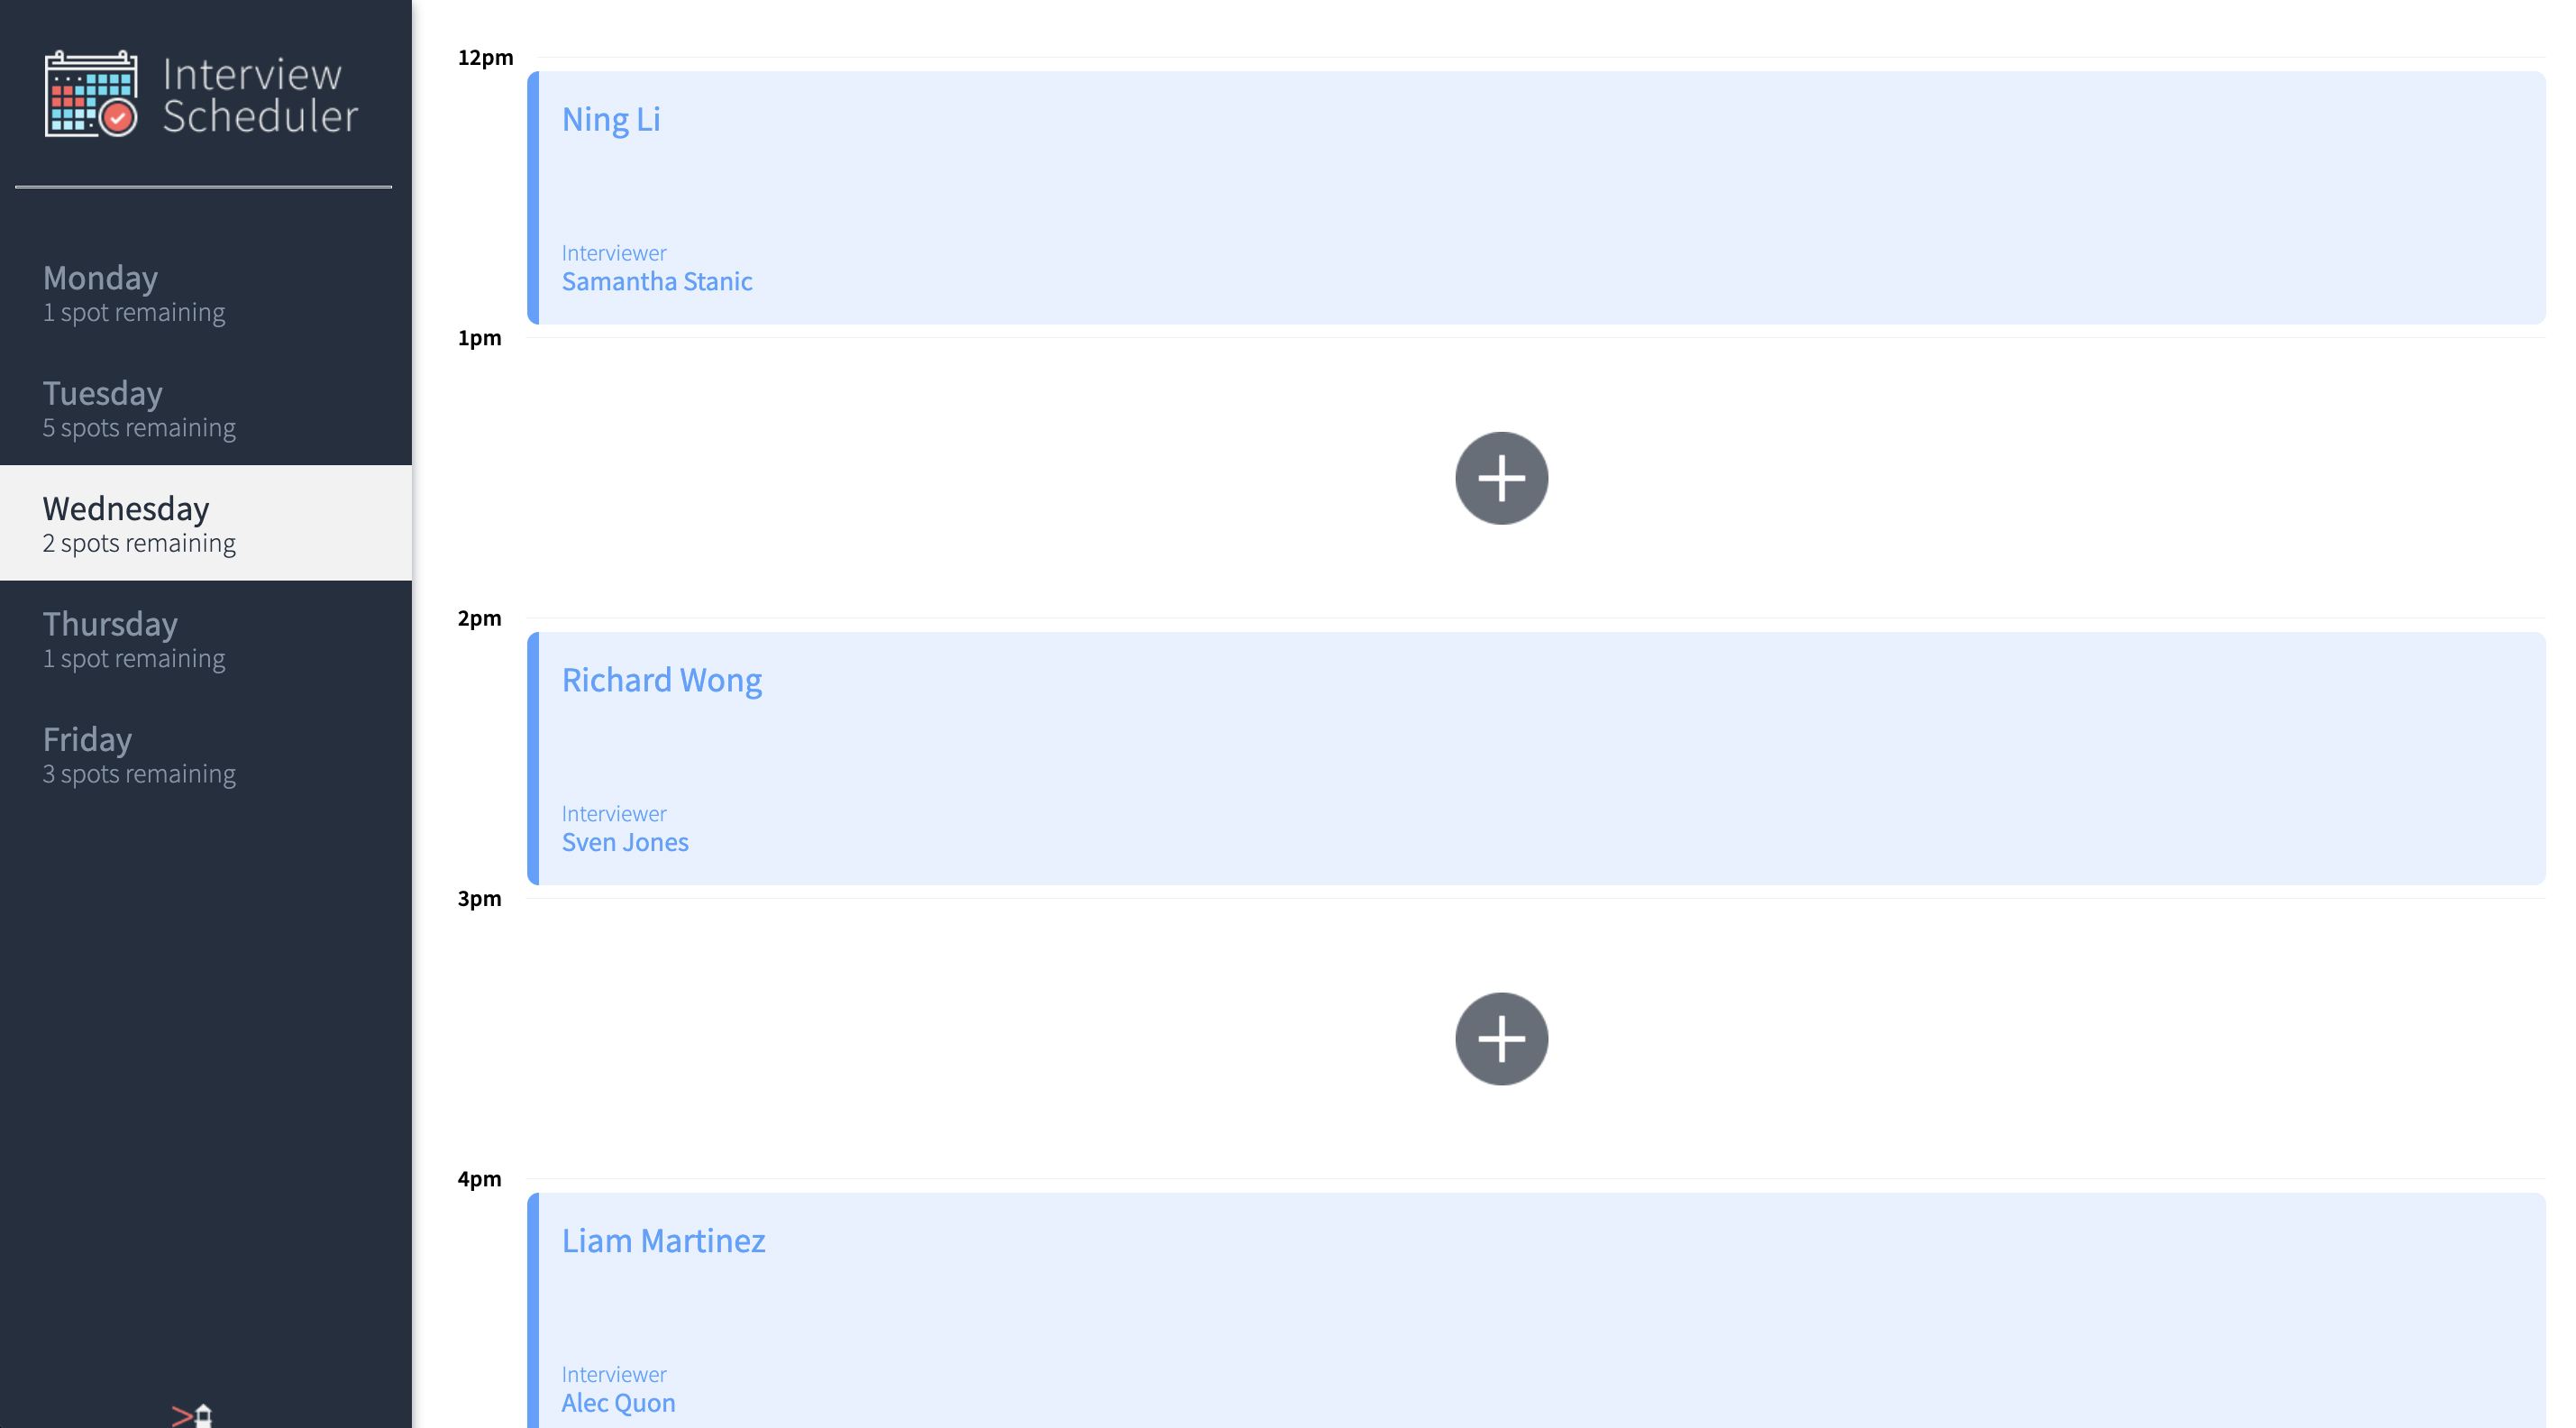 Interview
Scheduler
Monday
1 spot remaining
Tuesday
5 spots remaining
Wednesday
2 spots remaining
Thursday
1 spot remaining
Friday
3 spots remaining
12pm
Ning Li
Interviewer
Samantha Stanic
1pm
2pm
Richard Wong
Interviewer
Sven Jones
3pm
4pm
Liam Martinez
Interviewer
Alec Quon